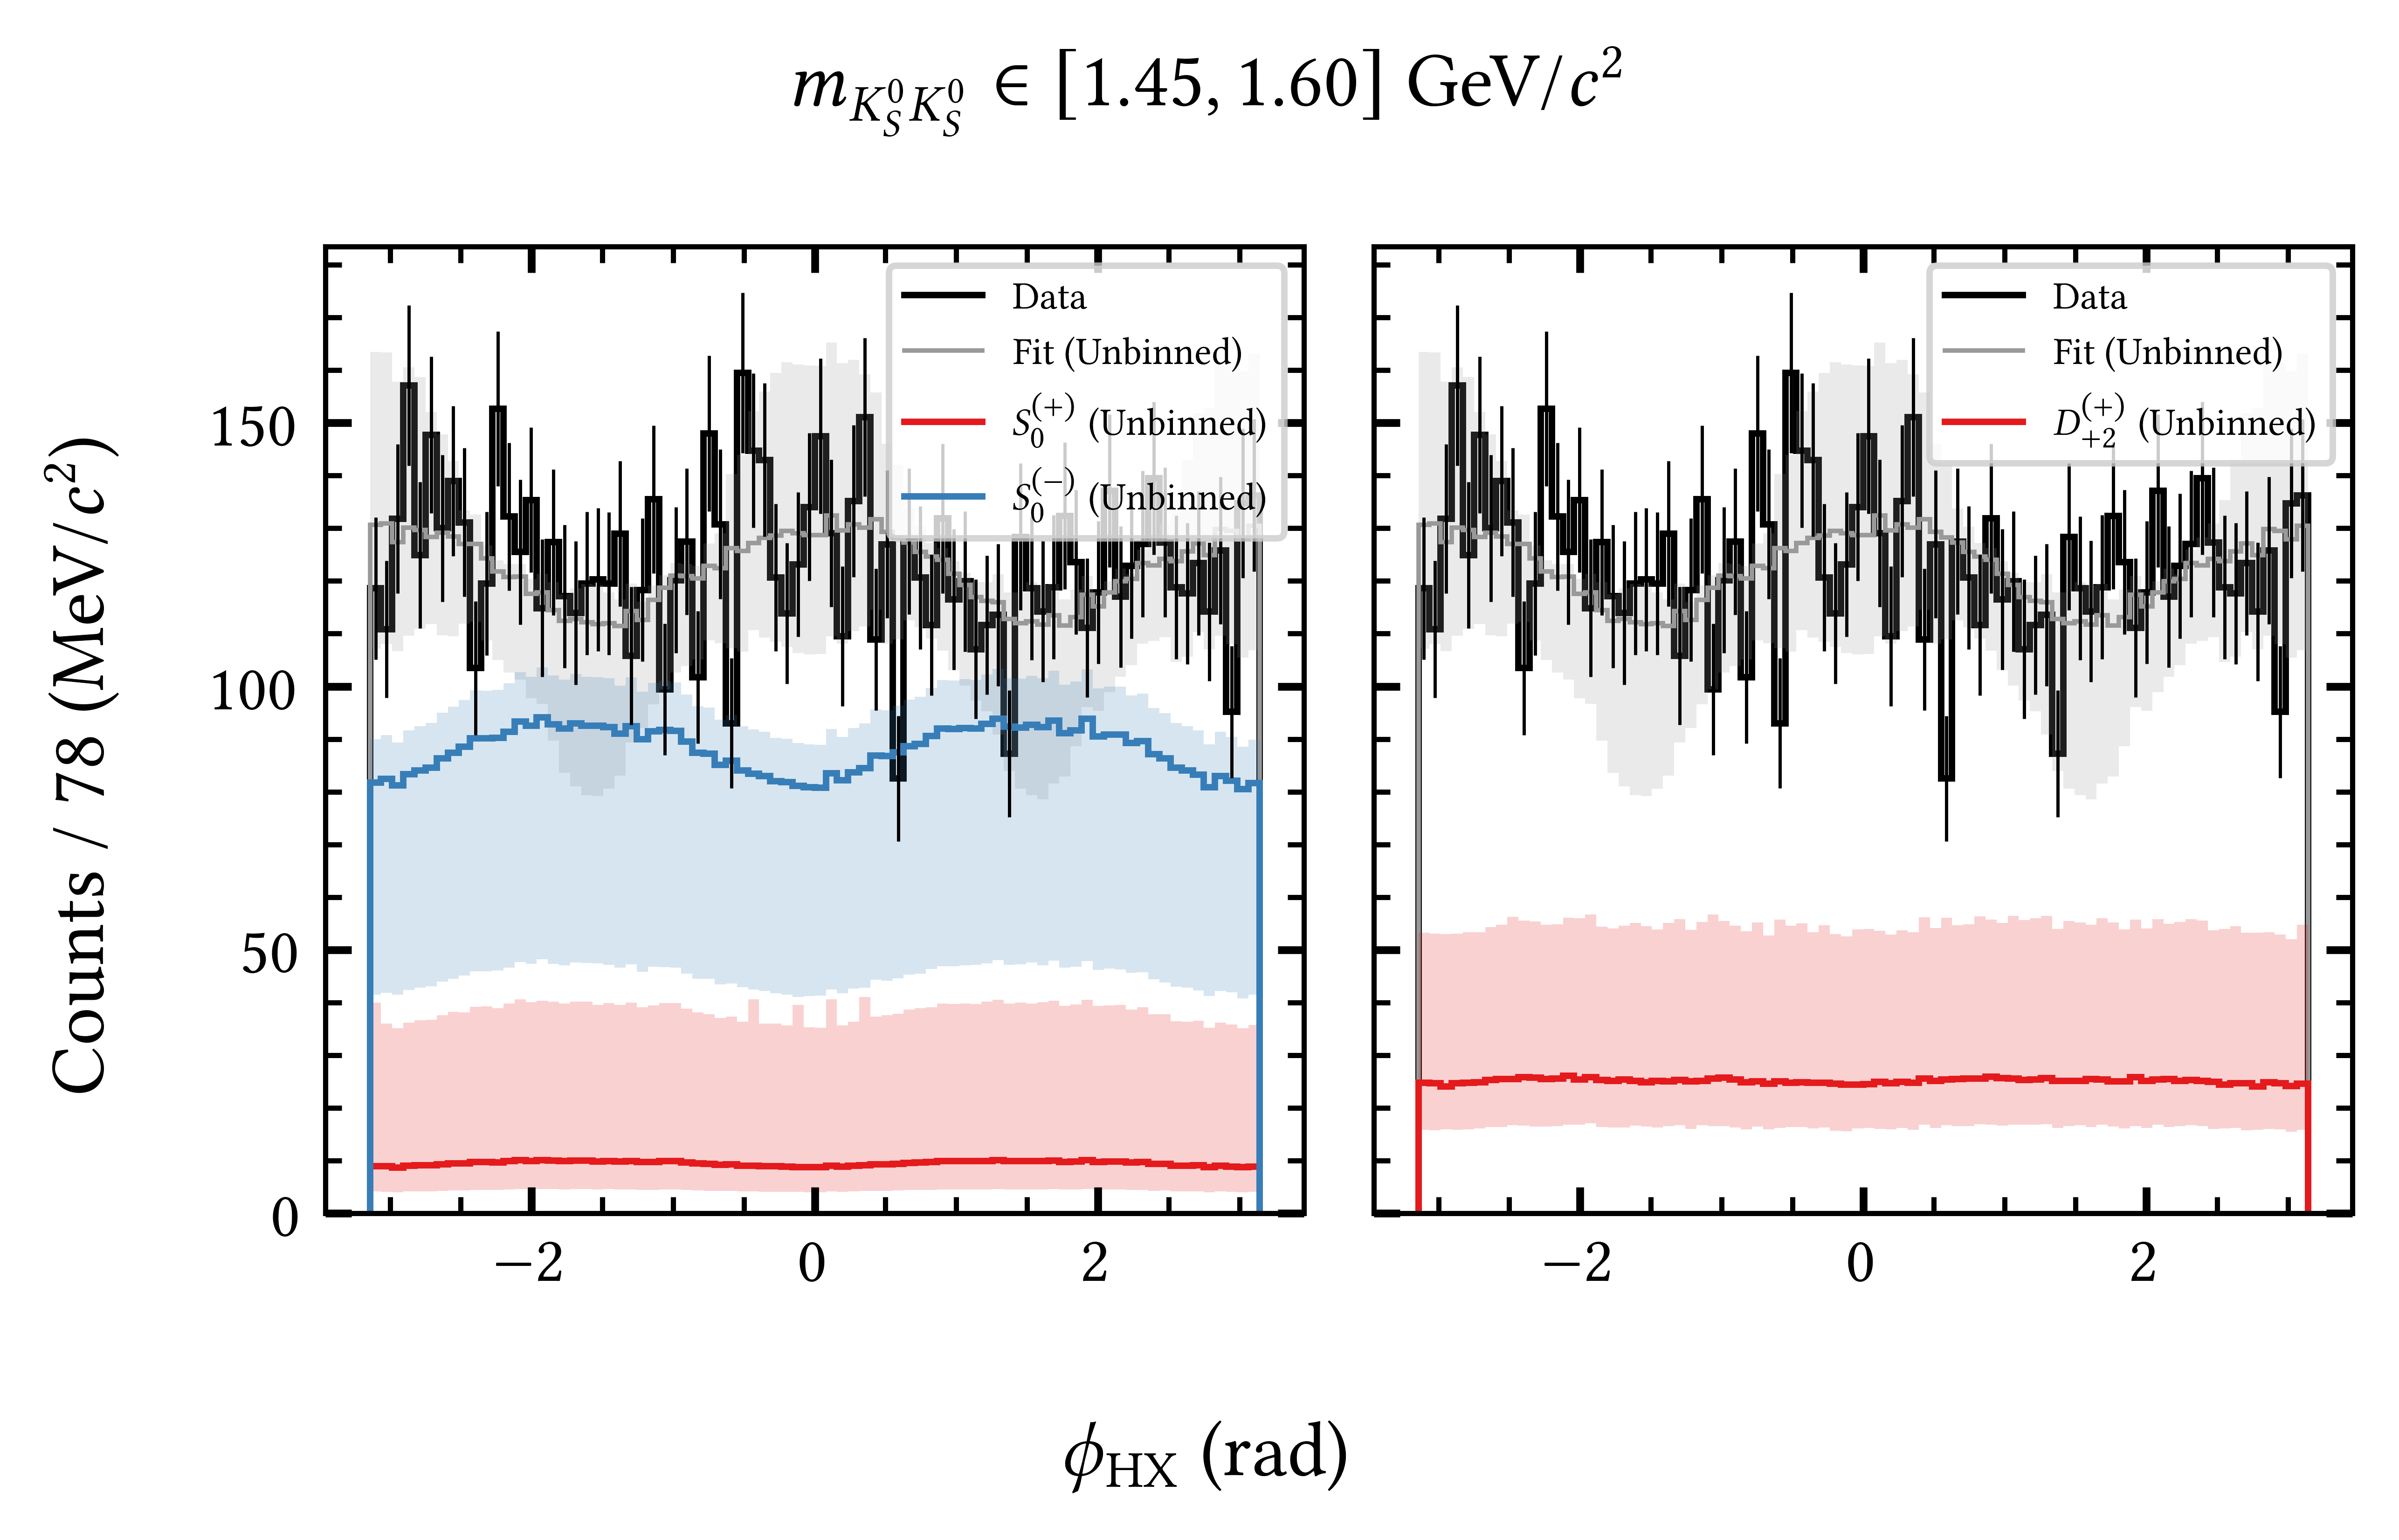 m_{K_S^0 K_S^0} ∈ [1.45, 1.60] GeV/c²
Counts / 78 (MeV/c²)
150
100
50
0
Data
Fit (Unbinned)
S_0^{(+)} (Unbinned)
S_0^{(−)} (Unbinned)
Data
Fit (Unbinned)
D_{+2}^{(+)} (Unbinned)
−2
0
2
−2
0
2
ϕ_{HX} (rad)